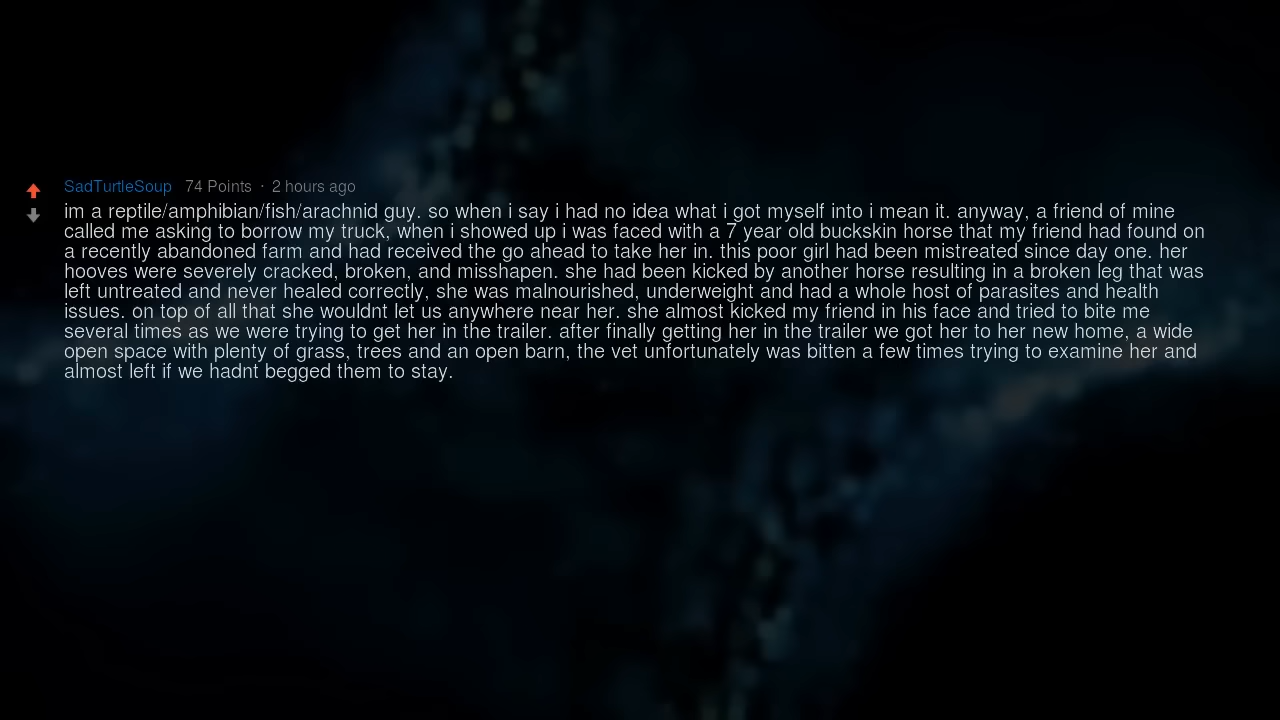 SadTurtleSoup 74 Points · 2 hours ago
im a reptile/amphibian/fish/arachnid guy. so when i say i had no idea what i got myself into i mean it. anyway, a friend of mine
called me asking to borrow my truck, when i showed up i was faced with a 7 year old buckskin horse that my friend had found on
a recently abandoned farm and had received the go ahead to take her in. this poor girl had been mistreated since day one. her
hooves were severely cracked, broken, and misshapen. she had been kicked by another horse resulting in a broken leg that was
left untreated and never healed correctly, she was malnourished, underweight and had a whole host of parasites and health
issues. on top of all that she wouldnt let us anywhere near her. she almost kicked my friend in his face and tried to bite me
several times as we were trying to get her in the trailer. after finally getting her in the trailer we got her to her new home, a wide
open space with plenty of grass, trees and an open barn, the vet unfortunately was bitten a few times trying to examine her and
almost left if we hadnt begged them to stay.